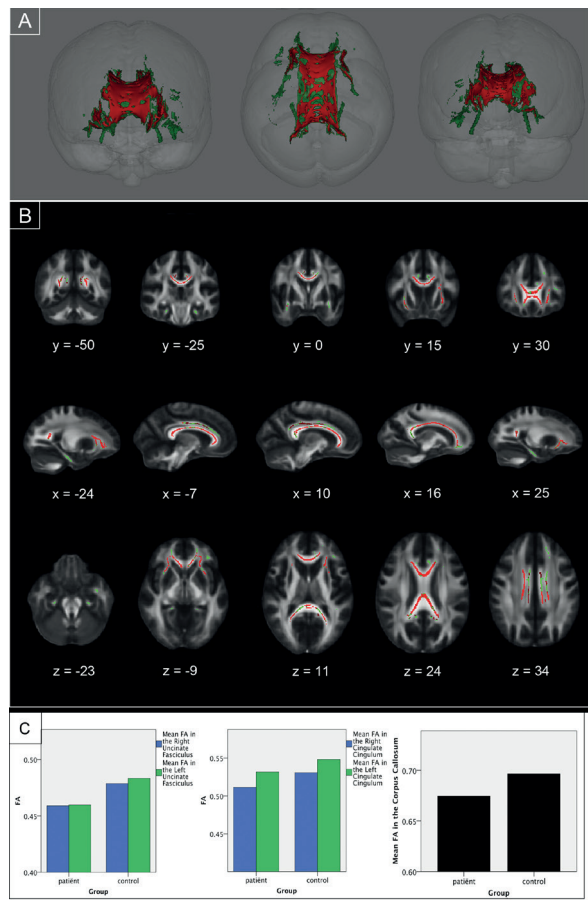 A
B
y = -50
y = -25
y = 0
y = 15
y = 30
x = -24
x = -7
x = 10
x = 16
x = 25
z = -23
z = -9
z = 11
z = 24
z = 34
C
Mean FA in
the Right
Uncinate
Fasciculus
Mean FA in
the Left
Uncinate
Fasciculus
0.50
0.45
0.40
FA
patiënt
control
Group
Mean FA in
the Right
Cingulate
Cingulum
Mean FA in
the Left
Cingulate
Cingulum
0.55
0.50
0.45
FA
patiënt
control
Group
Mean FA in the Corpus Callosum
0.70
0.65
0.60
patiënt
control
Group